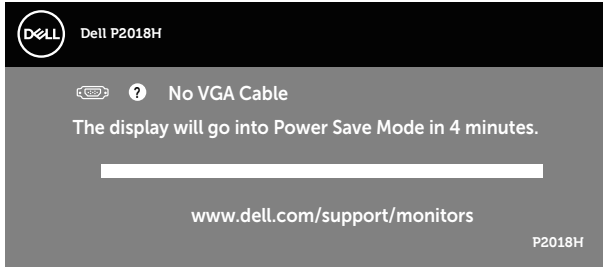 DELL
Dell P2018H
? No VGA Cable
The display will go into Power Save Mode in 4 minutes.
www.dell.com/support/monitors
P2018H